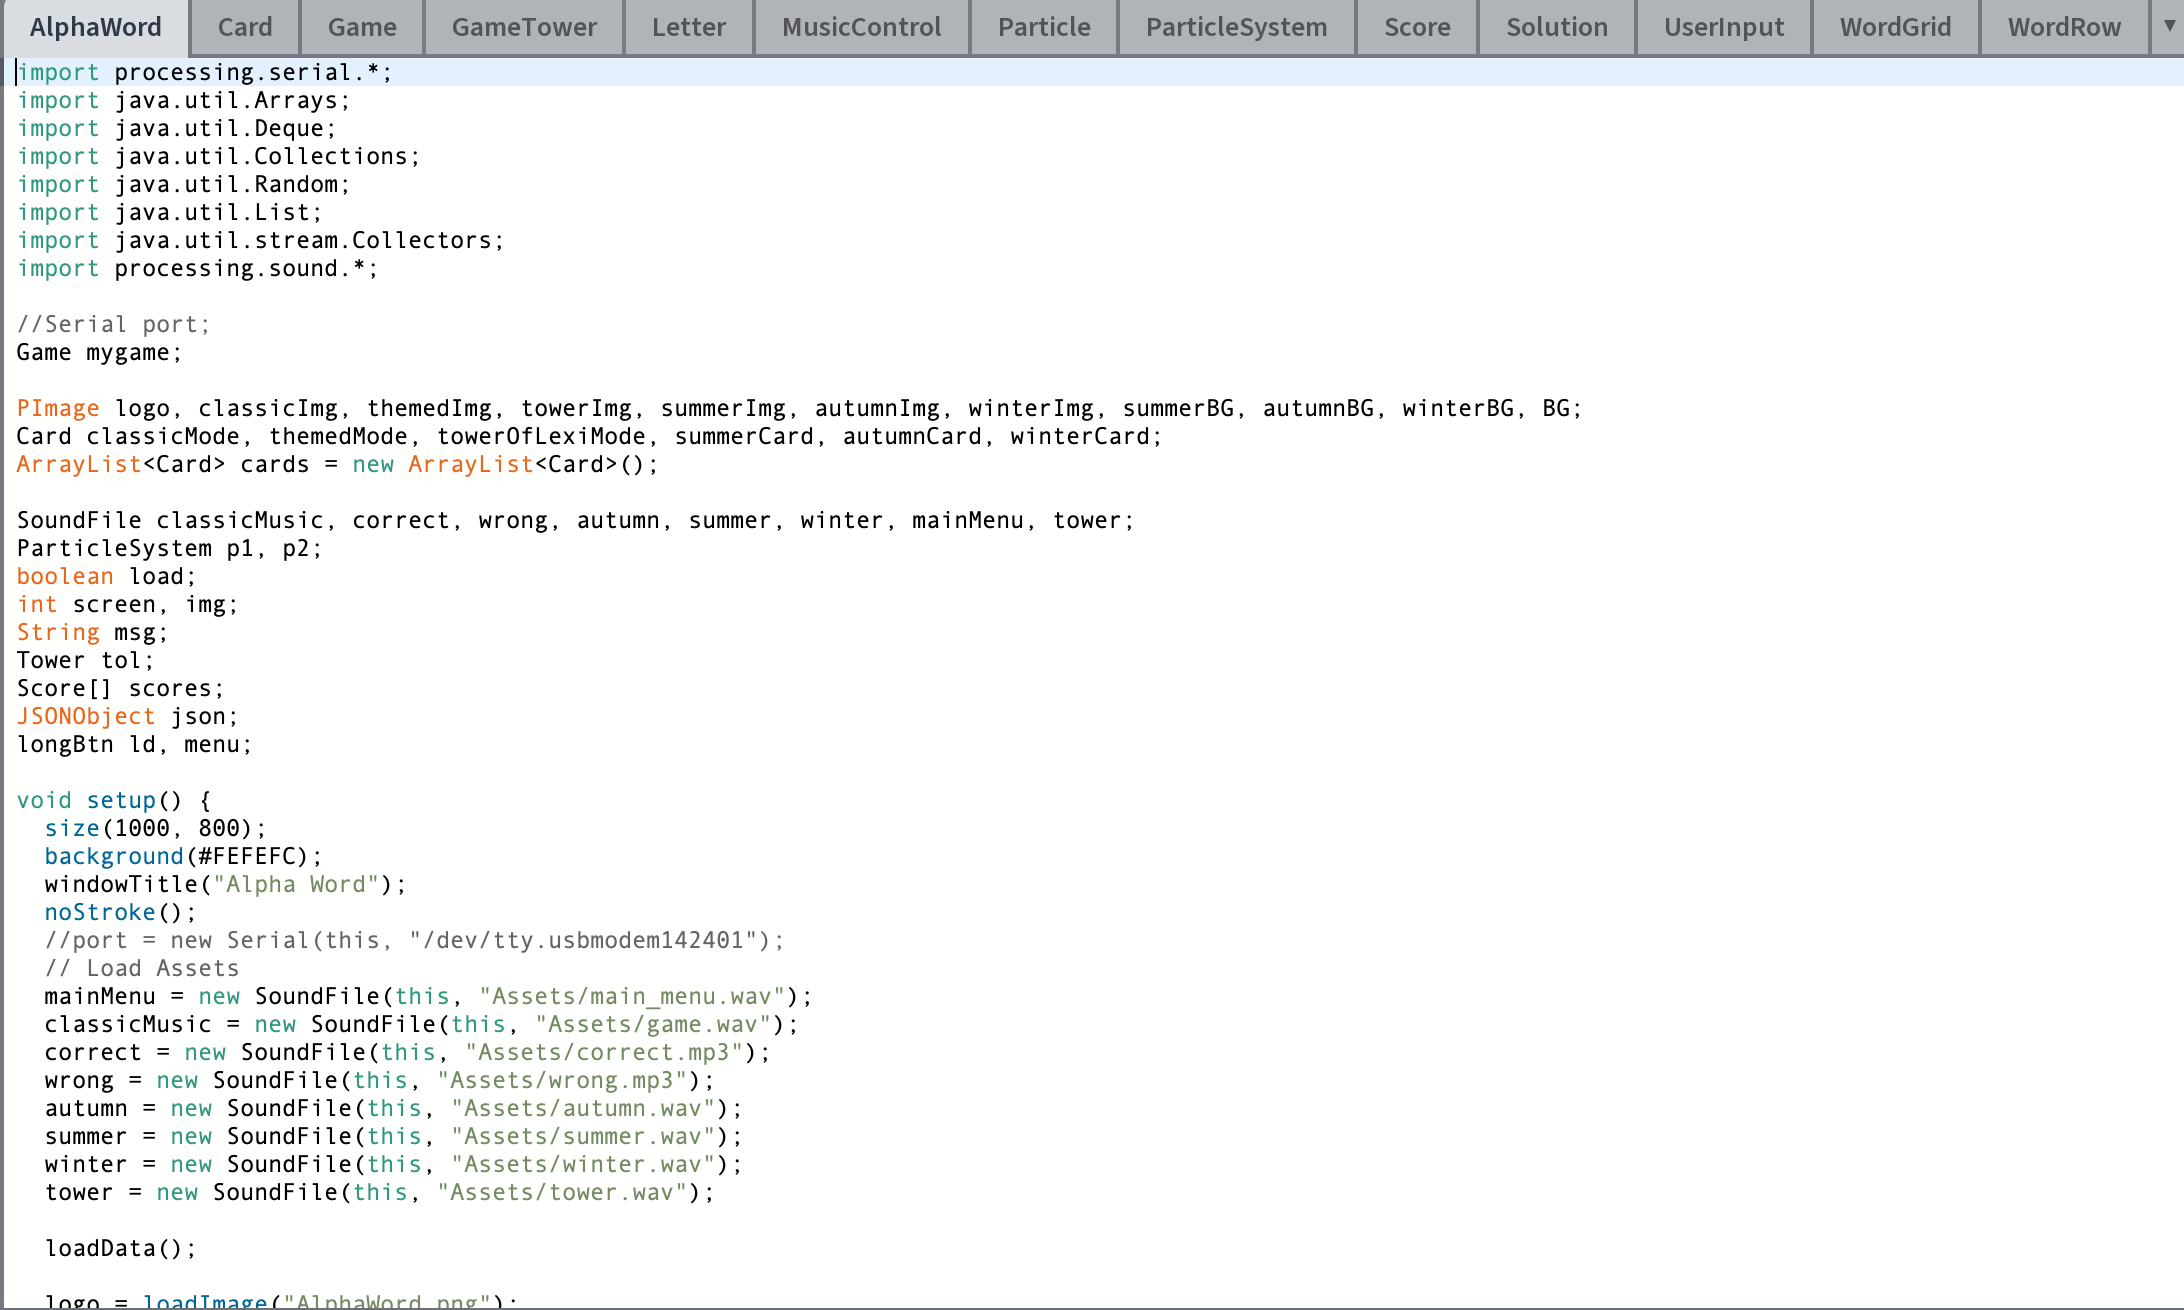 AlphaWord Card Game GameTower Letter MusicControl Particle ParticleSystem Score Solution UserInput WordGrid WordRow ▼
import processing.serial.*;
import java.util.Arrays;
import java.util.Deque;
import java.util.Collections;
import java.util.Random;
import java.util.List;
import java.util.stream.Collectors;
import processing.sound.*;

//Serial port;
Game mygame;

PImage logo, classicImg, themedImg, towerImg, summerImg, autumnImg, winterImg, summerBG, autumnBG, winterBG, BG;
Card classicMode, themedMode, towerOfLexiMode, summerCard, autumnCard, winterCard;
ArrayList<Card> cards = new ArrayList<Card>();

SoundFile classicMusic, correct, wrong, autumn, summer, winter, mainMenu, tower;
ParticleSystem p1, p2;
boolean load;
int screen, img;
String msg;
Tower tol;
Score[] scores;
JSONObject json;
longBtn ld, menu;

void setup() {
  size(1000, 800);
  background(#FEFEFC);
  windowTitle("Alpha Word");
  noStroke();
  //port = new Serial(this, "/dev/tty.usbmodem142401");
  // Load Assets
  mainMenu = new SoundFile(this, "Assets/main_menu.wav");
  classicMusic = new SoundFile(this, "Assets/game.wav");
  correct = new SoundFile(this, "Assets/correct.mp3");
  wrong = new SoundFile(this, "Assets/wrong.mp3");
  autumn = new SoundFile(this, "Assets/autumn.wav");
  summer = new SoundFile(this, "Assets/summer.wav");
  winter = new SoundFile(this, "Assets/winter.wav");
  tower = new SoundFile(this, "Assets/tower.wav");

  loadData();

  logo = loadImage("AlphaWord.png");